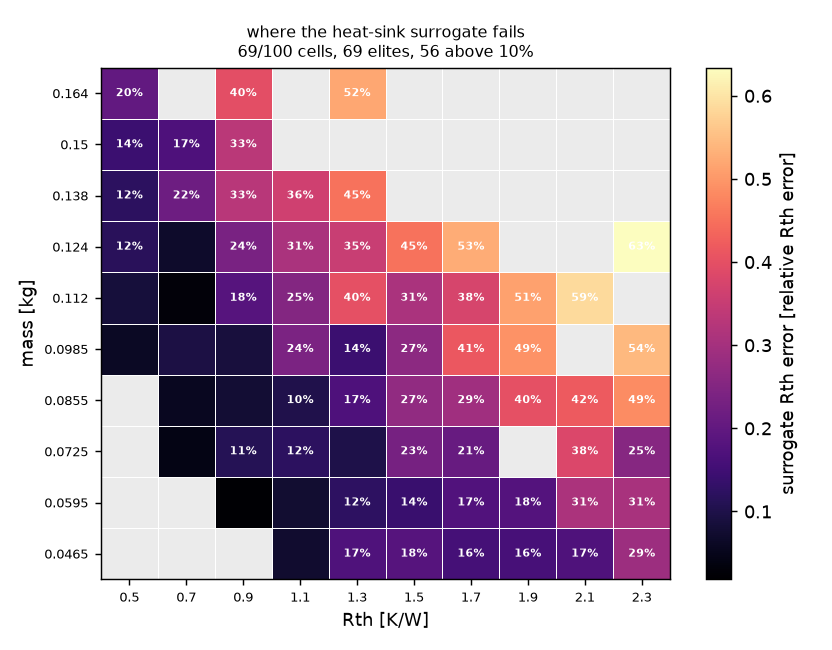 where the heat-sink surrogate fails
69/100 cells, 69 elites, 56 above 10%
0.164 20% 40% 52%
0.15 14% 17% 33%
0.138 12% 22% 33% 36% 45%
0.124 12% 24% 31% 35% 45% 53% 63%
0.112 18% 25% 40% 31% 38% 51% 59%
0.0985 24% 14% 27% 41% 49% 54%
0.0855 10% 17% 27% 29% 40% 42% 49%
0.0725 11% 12% 23% 21% 38% 25%
0.0595 12% 14% 17% 18% 31% 31%
0.0465 17% 18% 16% 16% 17% 29%
0.5 0.7 0.9 1.1 1.3 1.5 1.7 1.9 2.1 2.3
Rth [K/W]
mass [kg]
0.6
0.5
0.4
0.3
0.2
0.1
surrogate Rth error [relative Rth error]